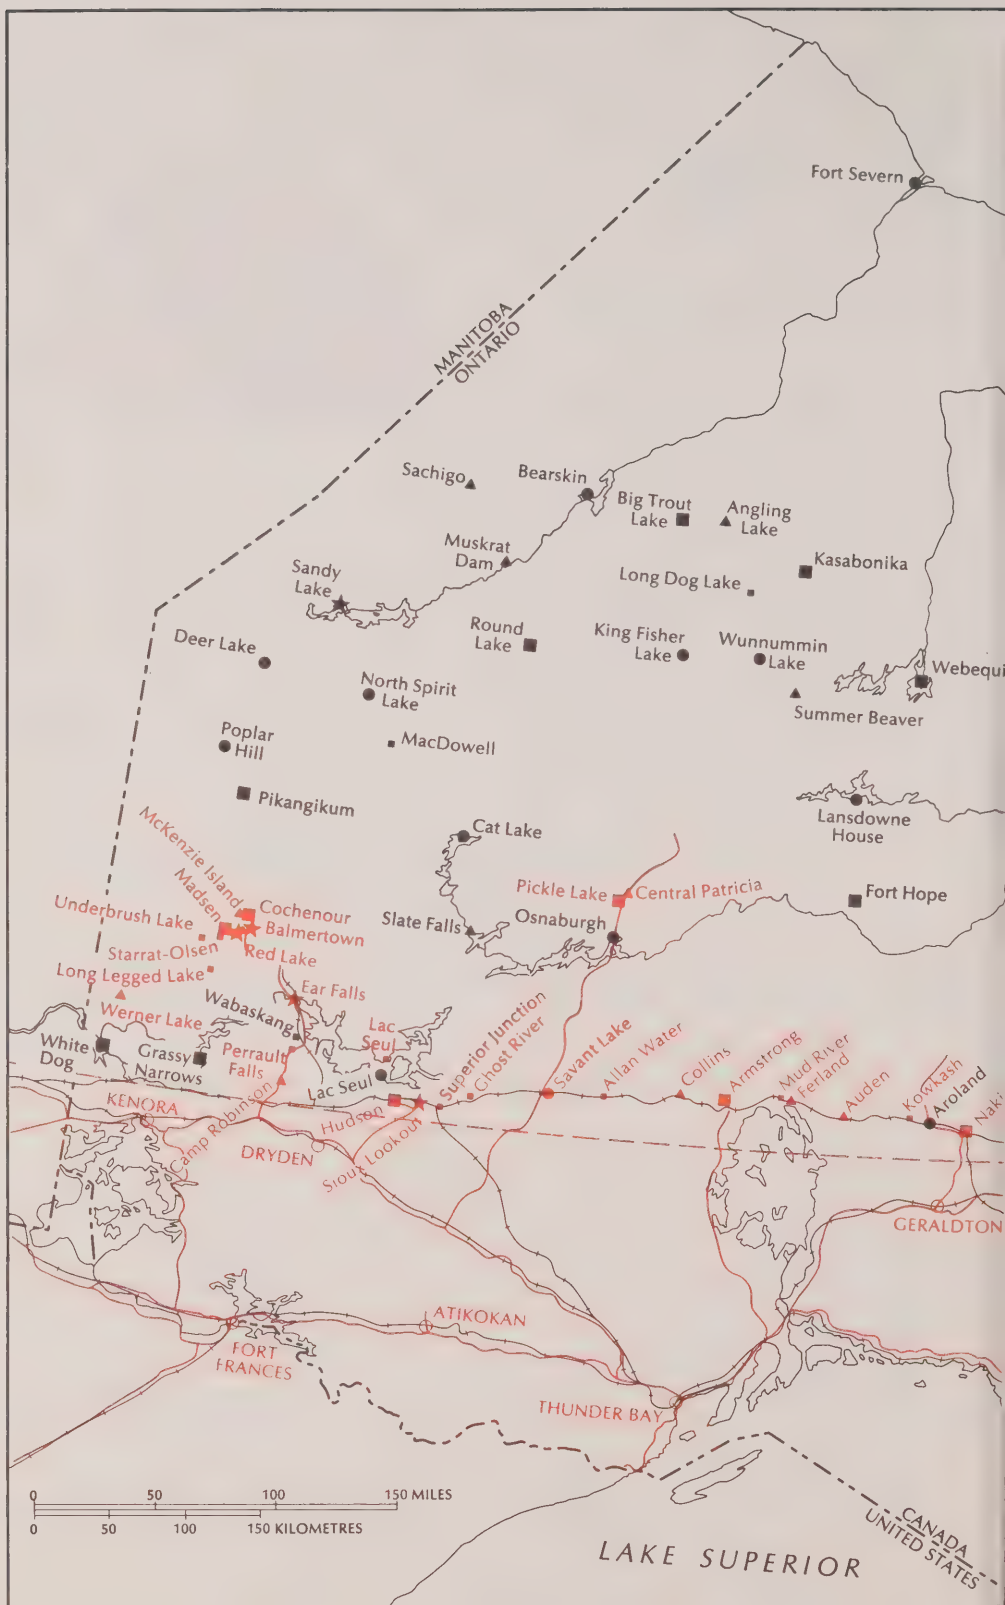 Fort Severn
MANITOBA
ONTARIO
Sachigo
Bearskin
Big Trout
Lake
Angling
Lake
Muskrat
Dam
Kasabonika
Sandy
Lake
Long Dog Lake
Round
Lake
King Fisher
Lake
Wunnummin
Lake
Deer Lake
Webequi
North Spirit
Lake
Summer Beaver
Poplar
Hill
MacDowell
Pikangikum
Lansdowne
House
Cat Lake
McKenzie Island
Madsen
Cochenour
Balmertown
Pickle Lake
Central Patricia
Fort Hope
Underbrush Lake
Slate Falls
Osnaburgh
Starrat-Olsen
Red Lake
Long Legged Lake
Ear Falls
Werner Lake
Wabaskang
Lac
Seul
Superior Junction
Ghost River
Savant Lake
Allan Water
Collins
Armstrong
Mud River
Ferland
Auden
Kowkash
Aroland
Naki
White
Dog
Grassy
Narrows
Perrault
Falls
Lac Seul
KENORA
Camp Robinson
Hudson
DRYDEN
Sioux Lookout
GERALDTON
ATIKOKAN
FORT
FRANCES
THUNDER BAY
0 50 100 150 MILES
0 50 100 150 KILOMETRES
CANADA
UNITED STATES
LAKE SUPERIOR